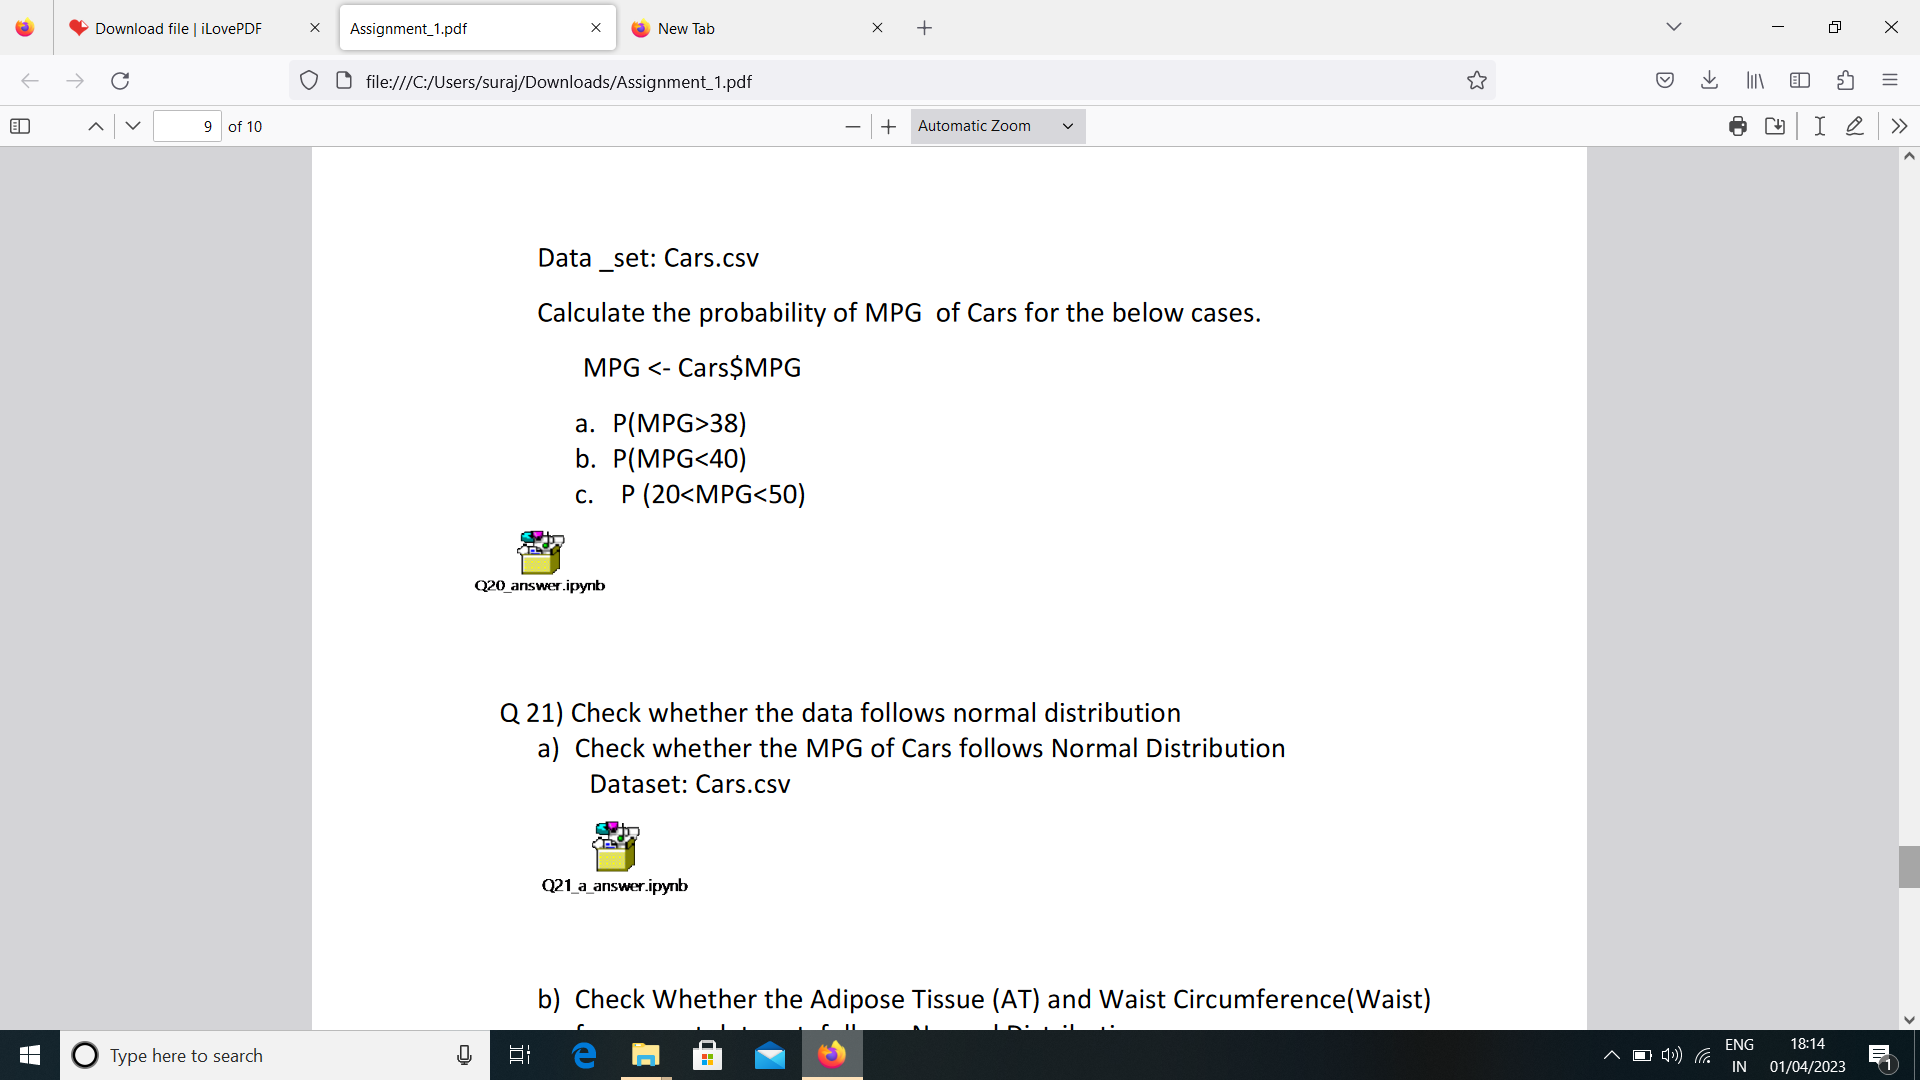 Download file | iLovePDF
Assignment_1.pdf
New Tab
file:///C:/Users/suraj/Downloads/Assignment_1.pdf
9 of 10
Automatic Zoom
Data _set: Cars.csv
Calculate the probability of MPG  of Cars for the below cases.
MPG <- Cars$MPG
a. P(MPG>38)
b. P(MPG<40)
c. P (20<MPG<50)
Q20_answer.ipynb
Q 21) Check whether the data follows normal distribution
a) Check whether the MPG of Cars follows Normal Distribution
Dataset: Cars.csv
Q21_a_answer.ipynb
b) Check Whether the Adipose Tissue (AT) and Waist Circumference(Waist)
Type here to search
ENG
IN
18:14
01/04/2023
1